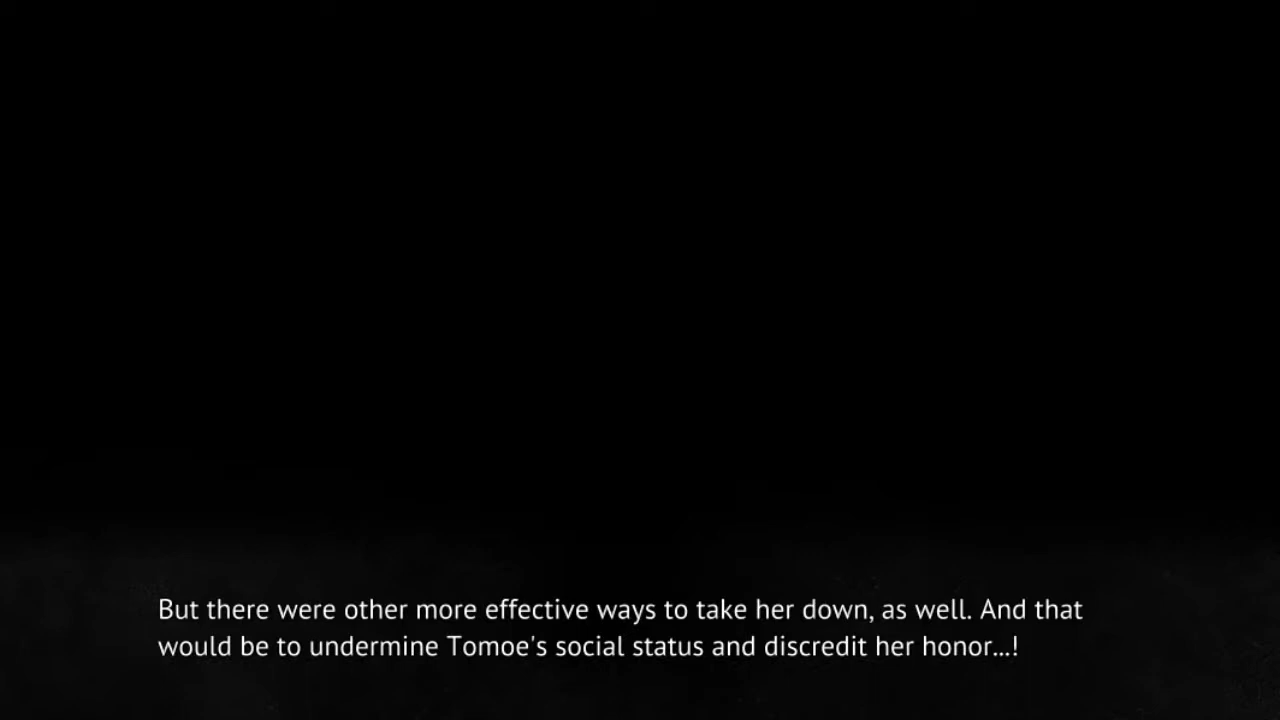 But there were other more effective ways to take her down, as well. And that
would be to undermine Tomoe's social status and discredit her honor...!